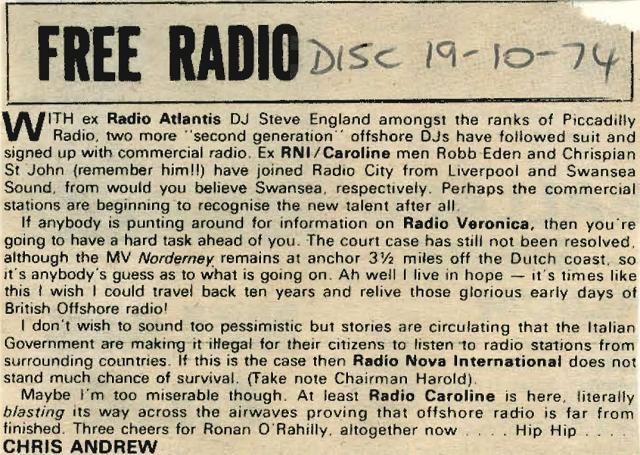 FREE RADIO DISC 19-10-74
WITH ex Radio Atlantis DJ Steve England amongst the ranks of Piccadilly
Radio, two more "second generation" offshore DJs have followed suit and
signed up with commercial radio. Ex RNI/Caroline men Robb Eden and Chrispian
St John (remember him!!) have joined Radio City from Liverpool and Swansea
Sound, from would you believe Swansea, respectively. Perhaps the commercial
stations are beginning to recognise the new talent after all.
If anybody is punting around for information on Radio Veronica, then you're
going to have a hard task ahead of you. The court case has still not been resolved,
although the MV Norderney remains at anchor 3½ miles off the Dutch coast, so
it's anybody's guess as to what is going on. Ah well I live in hope — it's times like
this I wish I could travel back ten years and relive those glorious early days of
British Offshore radio!
I don't wish to sound too pessimistic but stories are circulating that the Italian
Government are making it illegal for their citizens to listen to radio stations from
surrounding countries. If this is the case then Radio Nova International does not
stand much chance of survival. (Take note Chairman Harold).
Maybe I'm too miserable though. At least Radio Caroline is here, literally
blasting its way across the airwaves proving that offshore radio is far from
finished. Three cheers for Ronan O'Rahilly, altogether now . . . . Hip Hip . . . .
CHRIS ANDREW